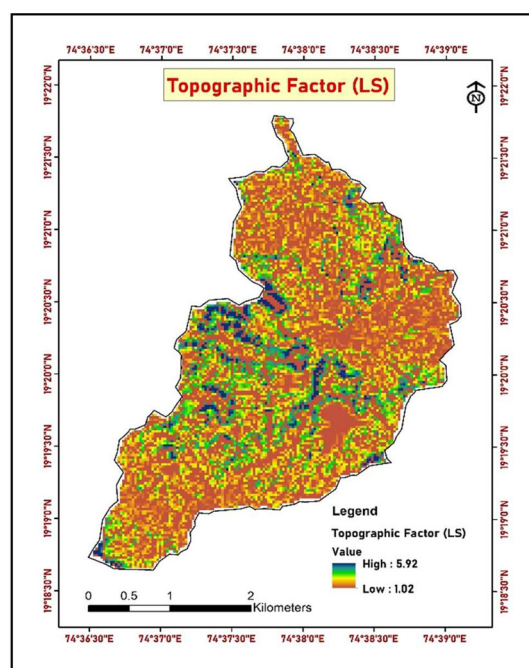 74°36'30"E 74°37'0"E 74°37'30"E 74°38'0"E 74°38'30"E 74°39'0"E
Topographic Factor (LS)
N
19°22'0"N 19°22'0"N
19°21'30"N 19°21'30"N
19°21'0"N 19°21'0"N
19°20'30"N 19°20'30"N
19°20'0"N 19°20'0"N
19°19'30"N 19°19'30"N
19°19'0"N 19°19'0"N
19°18'30"N 19°18'30"N
Legend
Topographic Factor (LS)
Value
High : 5.92
Low : 1.02
0 0.5 1 2
Kilometers
74°36'30"E 74°37'0"E 74°37'30"E 74°38'0"E 74°38'30"E 74°39'0"E